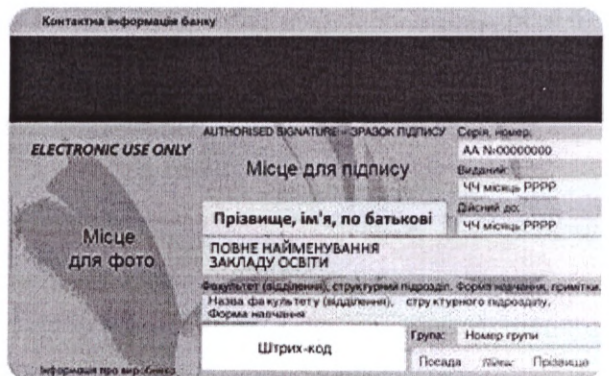 Контактна інформація банку
AUTHORISED SIGNATURE – ЗРАЗОК ПІДПИСУ
Серія, номер:
ELECTRONIC USE ONLY
АА №00000000
Місце для підпису
Виданий:
ЧЧ місяць РРРР
Дійсний до:
Прізвище, ім'я, по батькові
ЧЧ місяць РРРР
Місце
для фото
ПОВНЕ НАЙМЕНУВАННЯ
ЗАКЛАДУ ОСВІТИ
Факультет (відділення), структурний підрозділ. Форма навчання, примітки.
Назва факультету (відділення), структурного підрозділу,
Форма навчання
Штрих-код
Група: Номер групи
Посада Підпис Прізвище
Інформація про виробника